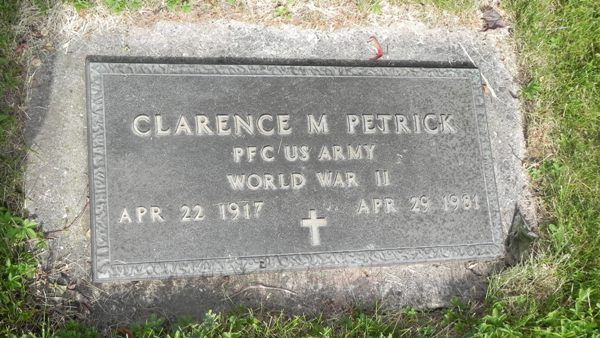 CLARENCE M PETRICK
PFC US ARMY
WORLD WAR II
APR 22 1917 APR 29 1981